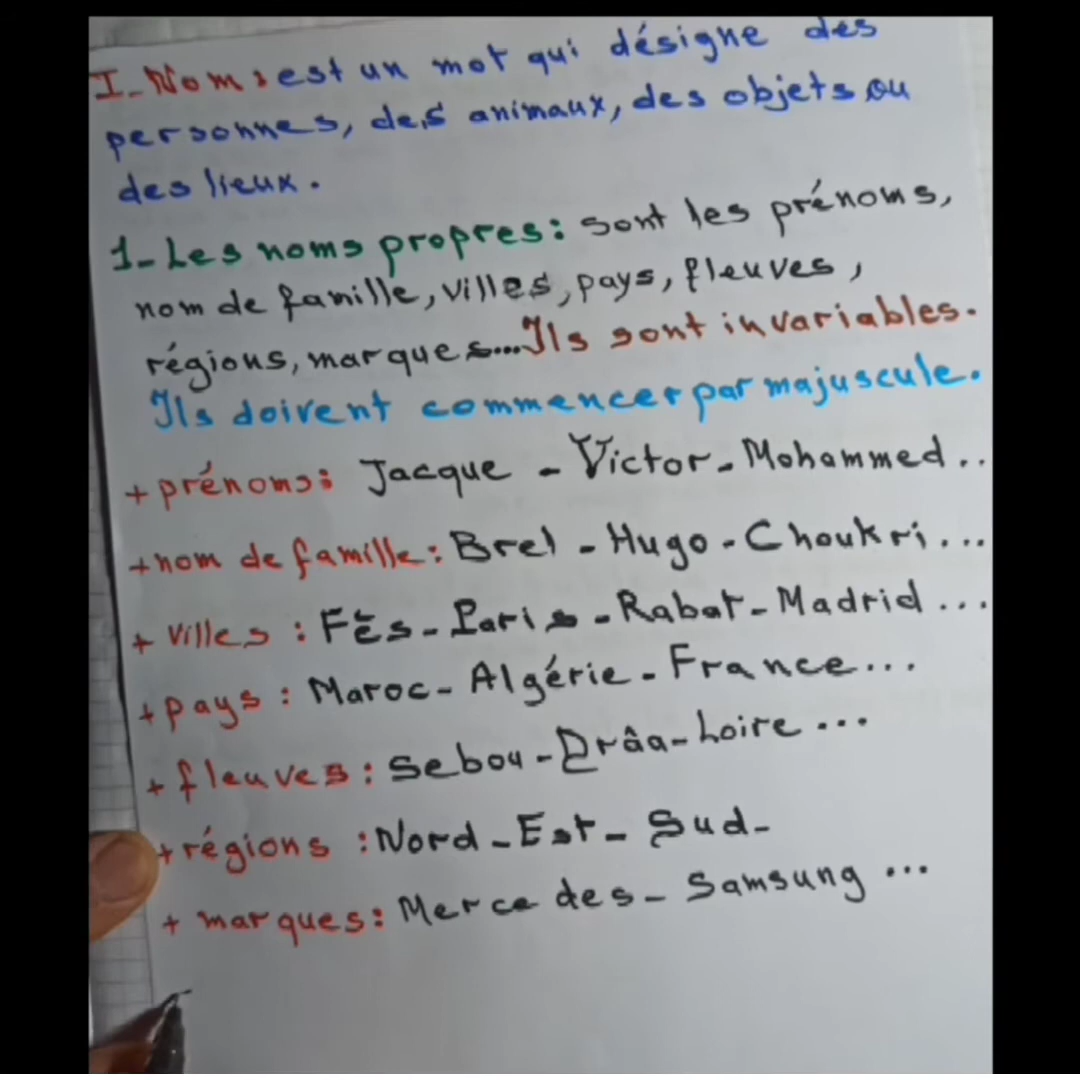 I-Nom: est un mot qui désigne des
personnes, des animaux, des objets ou
des lieux.
1-Les noms propres: sont les prénoms,
nom de famille, villes, pays, fleuves,
régions, marques...Ils sont invariables.
Ils doivent commencer par majuscule.
+ prénoms: Jacque - Victor - Mohammed..
+nom de famille: Brel - Hugo - Choukri...
+ villes : Fès - Paris - Rabat - Madrid ...
+ pays : Maroc - Algérie - France...
+ fleuves: Sebou - Drâa - Loire ...
+ régions : Nord - Est - Sud -
+ marques: Mercedes - Samsung ...